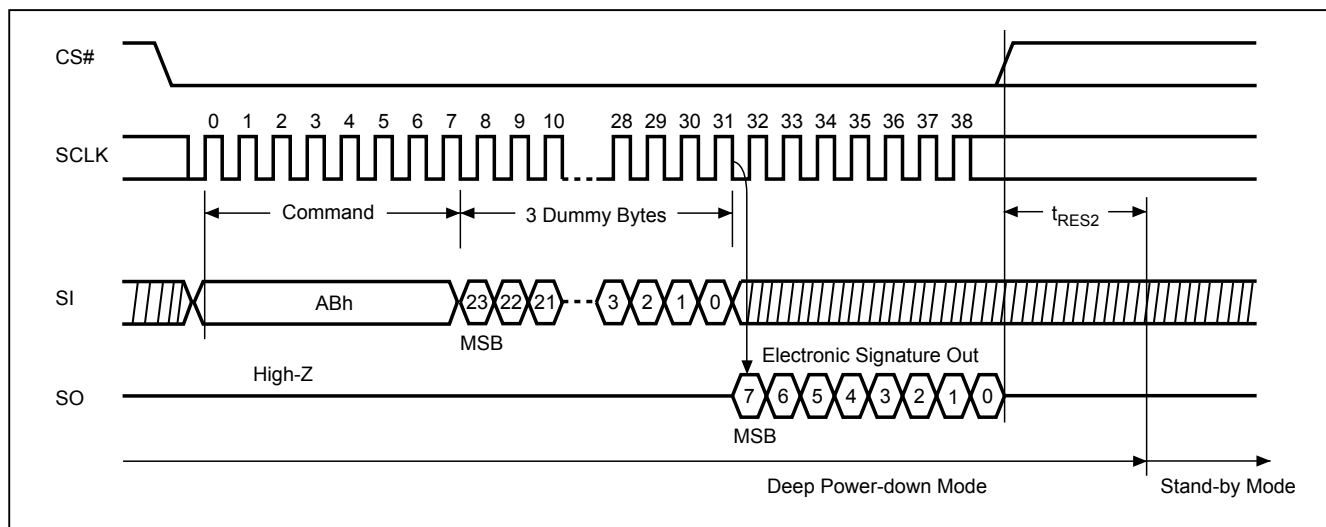 CS#
0 1 2 3 4 5 6 7 8 9 10 28 29 30 31 32 33 34 35 36 37 38
SCLK
Command 3 Dummy Bytes tRES2
SI ABh 23 22 21 3 2 1 0
MSB
Electronic Signature Out
High-Z
SO 7 6 5 4 3 2 1 0
MSB
Deep Power-down Mode Stand-by Mode